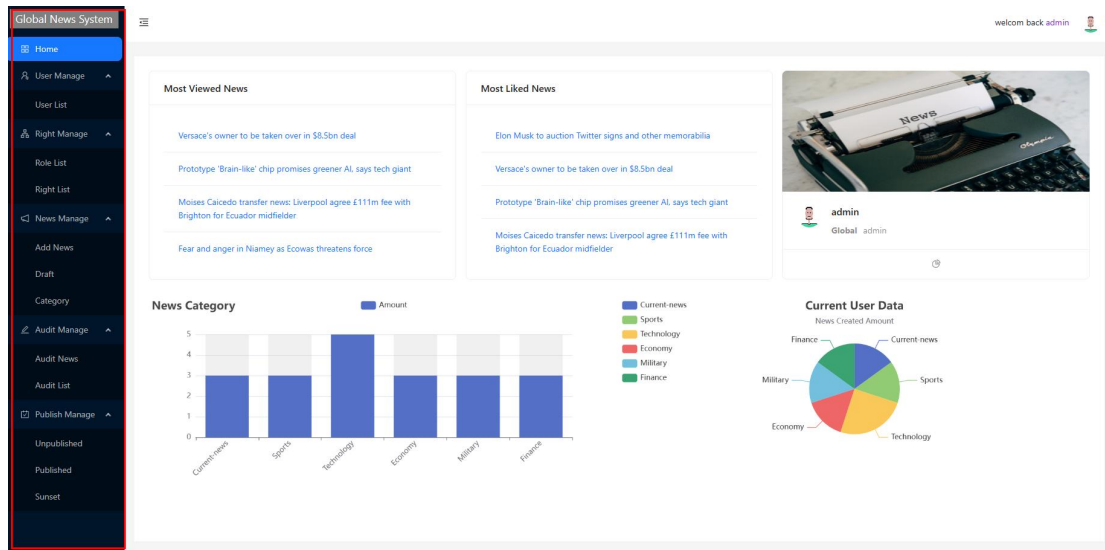 Global News System
welcom back admin
Home
User Manage
User List
Right Manage
Role List
Right List
News Manage
Add News
Draft
Category
Audit Manage
Audit News
Audit List
Publish Manage
Unpublished
Published
Sunset
Most Viewed News
Versace's owner to be taken over in $8.5bn deal
Prototype 'Brain-like' chip promises greener AI, says tech giant
Moises Caicedo transfer news: Liverpool agree £111m fee with
Brighton for Ecuador midfielder
Fear and anger in Niamey as Ecowas threatens force
Most Liked News
Elon Musk to auction Twitter signs and other memorabilia
Versace's owner to be taken over in $8.5bn deal
Prototype 'Brain-like' chip promises greener AI, says tech giant
Moises Caicedo transfer news: Liverpool agree £111m fee with
Brighton for Ecuador midfielder
News
Olympia
admin
Global admin
News Category
Amount
5
4
3
2
1
0
Current-news
Sports
Technology
Economy
Military
Finance
Current-news
Sports
Technology
Economy
Military
Finance
Current User Data
News Created Amount
Finance
Current-news
Military
Sports
Economy
Technology